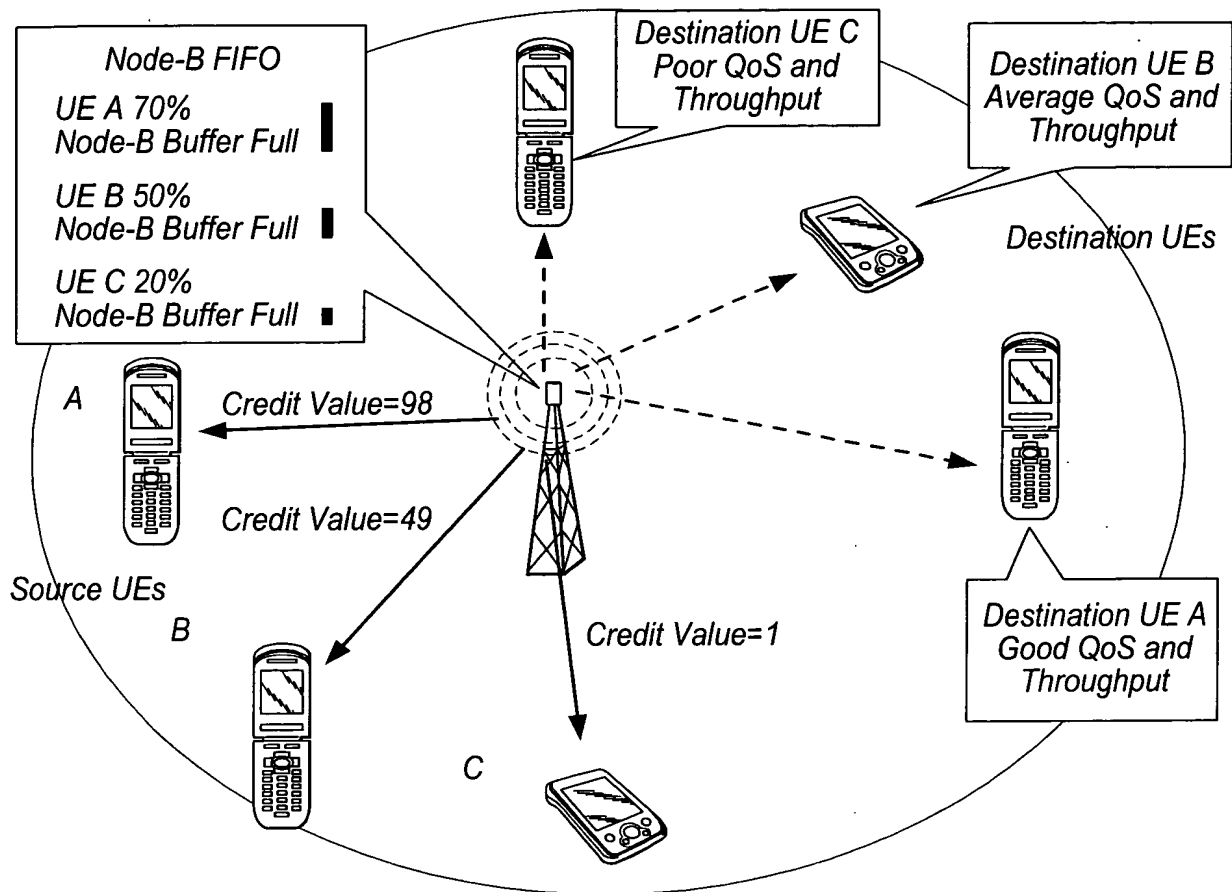 Node-B FIFO
UE A 70%
Node-B Buffer Full
UE B 50%
Node-B Buffer Full
UE C 20%
Node-B Buffer Full
Destination UE C
Poor QoS and
Throughput
Destination UE B
Average QoS and
Throughput
Destination UEs
A
Credit Value=98
Credit Value=49
Source UEs
B
Credit Value=1
Destination UE A
Good QoS and
Throughput
C